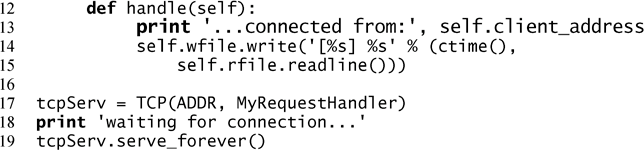 12 def handle(self):
13 print '...connected from:', self.client_address
14 self.wfile.write('[%s] %s' % (ctime(),
15 self.rfile.readline()))
16
17 tcpServ = TCP(ADDR, MyRequestHandler)
18 print 'waiting for connection...'
19 tcpServ.serve_forever()